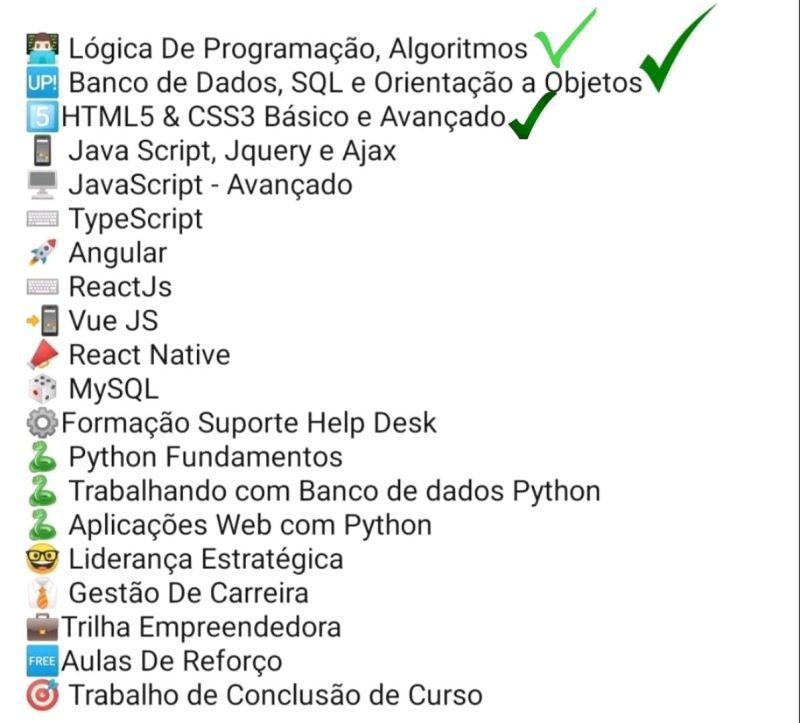 Lógica De Programação, Algoritmos
UP! Banco de Dados, SQL e Orientação a Objetos
5 HTML5 & CSS3 Básico e Avançado
Java Script, Jquery e Ajax
JavaScript - Avançado
TypeScript
Angular
ReactJs
Vue JS
React Native
MySQL
Formação Suporte Help Desk
Python Fundamentos
Trabalhando com Banco de dados Python
Aplicações Web com Python
Liderança Estratégica
Gestão De Carreira
Trilha Empreendedora
FREE Aulas De Reforço
Trabalho de Conclusão de Curso